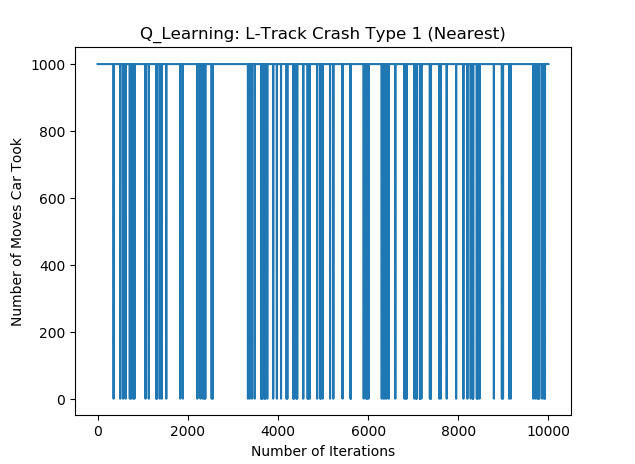 Q_Learning: L-Track Crash Type 1 (Nearest)
1000
800
600
400
200
0
Number of Moves Car Took
0 2000 4000 6000 8000 10000
Number of Iterations